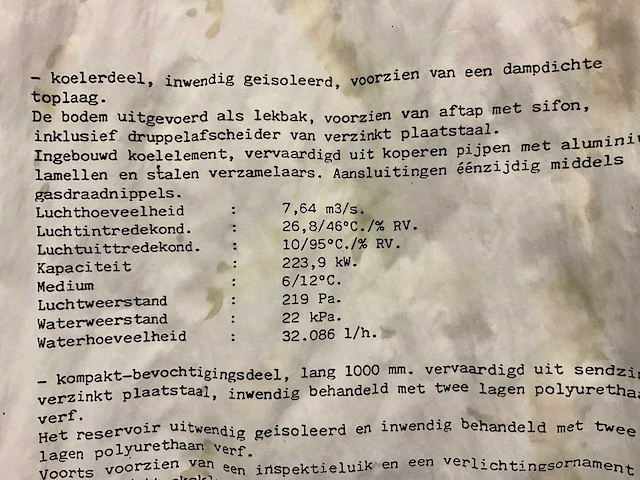 - koelerdeel, inwendig geisoleerd, voorzien van een dampdichte
toplaag.
De bodem uitgevoerd als lekbak, voorzien van aftap met sifon,
inklusief druppelafscheider van verzinkt plaatstaal.
Ingebouwd koelelement, vervaardigd uit koperen pijpen met aluminiu
lamellen en stalen verzamelaars. Aansluitingen éénzijdig middels
gasdraadnippels.
Luchthoeveelheid : 7,64 m3/s.
Luchtintredekond. : 26,8/46°C./% RV.
Luchtuittredekond. : 10/95°C./% RV.
Kapaciteit : 223,9 kW.
Medium : 6/12°C.
Luchtweerstand : 219 Pa.
Waterweerstand : 22 kPa.
Waterhoeveelheid : 32.086 l/h.
- kompakt-bevochtigingsdeel, lang 1000 mm. vervaardigd uit sendzi
verzinkt plaatstaal, inwendig behandeld met twee lagen polyuretha
verf.
Het reservoir uitwendig geisoleerd en inwendig behandeld met twee
lagen polyurethaan verf.
Voorts voorzien van een inspektieluik en een verlichtingsornament